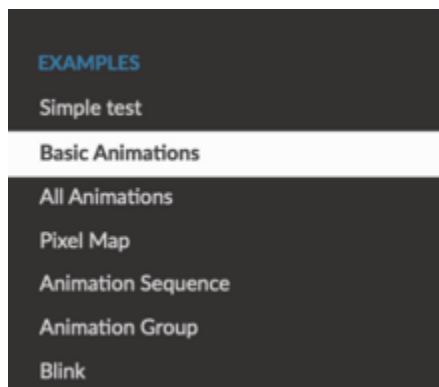 EXAMPLES
Simple test
Basic Animations
All Animations
Pixel Map
Animation Sequence
Animation Group
Blink